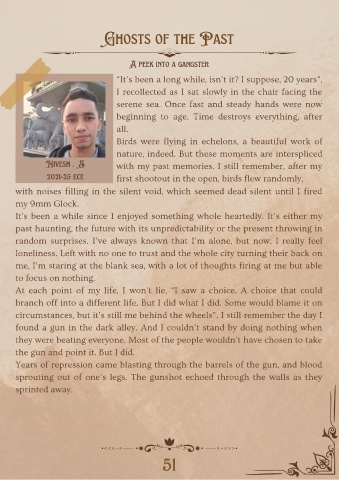 Ghosts of the Past
A peek into a gangster
"It's been a long while, isn't it? I suppose, 20 years",
I recollected as I sat slowly in the chair facing the
serene sea. Once fast and steady hands were now
beginning to age. Time destroys everything, after
all.
Birds were flying in echelons, a beautiful work of
nature, indeed. But these moments are interspliced
with my past memories. I still remember, after my
first shootout in the open, birds flew randomly,
Nivesh . S
2021-25 ECE
with noises filling in the silent void, which seemed dead silent until I fired
my 9mm Glock.
It's been a while since I enjoyed something whole heartedly. It's either my
past haunting, the future with its unpredictability or the present throwing in
random surprises. I've always known that I'm alone, but now, I really feel
loneliness. Left with no one to trust and the whole city turning their back on
me, I'm staring at the blank sea, with a lot of thoughts firing at me but able
to focus on nothing.
At each point of my life, I won't lie, "I saw a choice. A choice that could
branch off into a different life. But I did what I did. Some would blame it on
circumstances, but it's still me behind the wheels". I still remember the day I
found a gun in the dark alley. And I couldn't stand by doing nothing when
they were beating everyone. Most of the people wouldn't have chosen to take
the gun and point it. But I did.
Years of repression came blasting through the barrels of the gun, and blood
sprouting out of one's legs. The gunshot echoed through the walls as they
sprinted away.
51